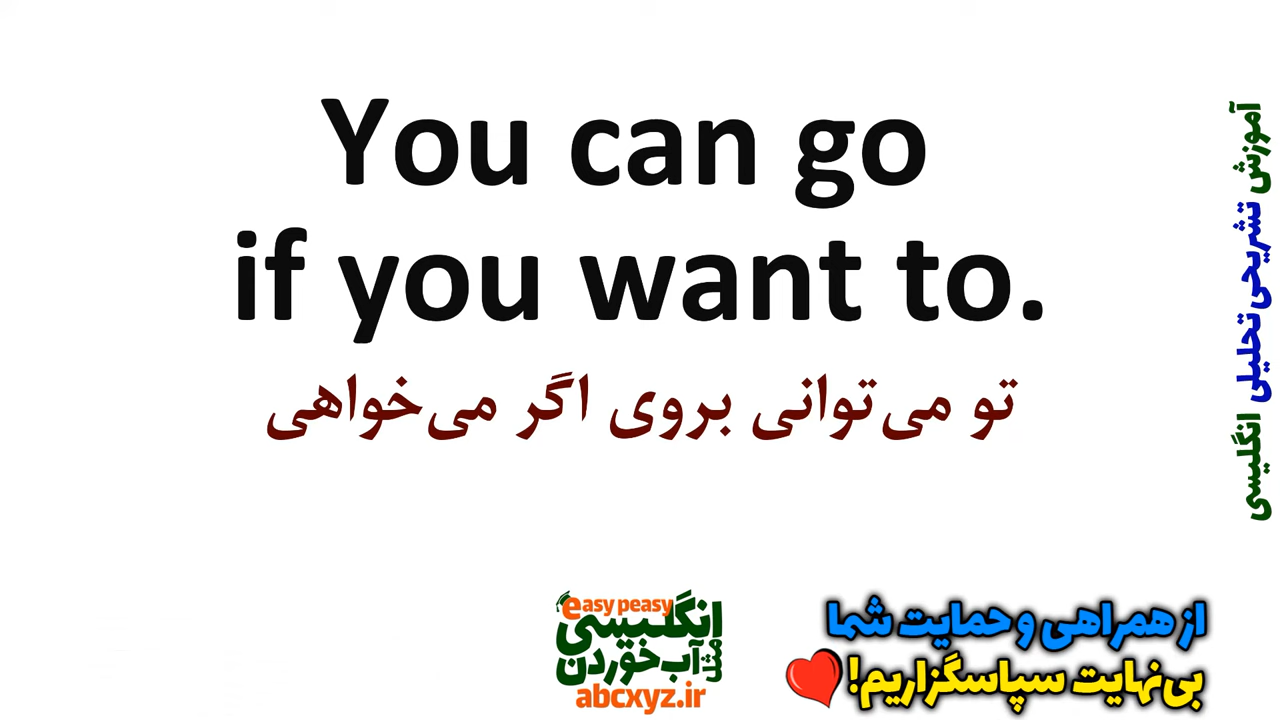 You can go
if you want to.
تو می‌توانی بروی اگر می‌خواهی
آموزش تشریحی تحلیلی انگلیسی
easy peasy
انگلیسی
مثل آب خوردن
abcxyz.ir
از همراهی و حمایت شما
بی‌نهایت سپاسگزاریم!